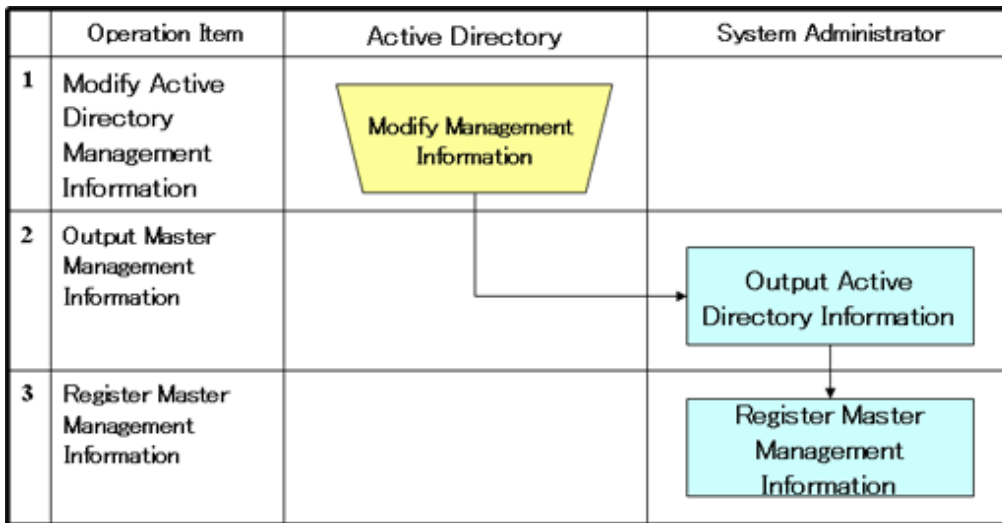 Operation Item
Active Directory
System Administrator
1
Modify Active
Directory
Management
Information
Modify Management
Information
2
Output Master
Management
Information
Output Active
Directory Information
3
Register Master
Management
Information
Register Master
Management
Information